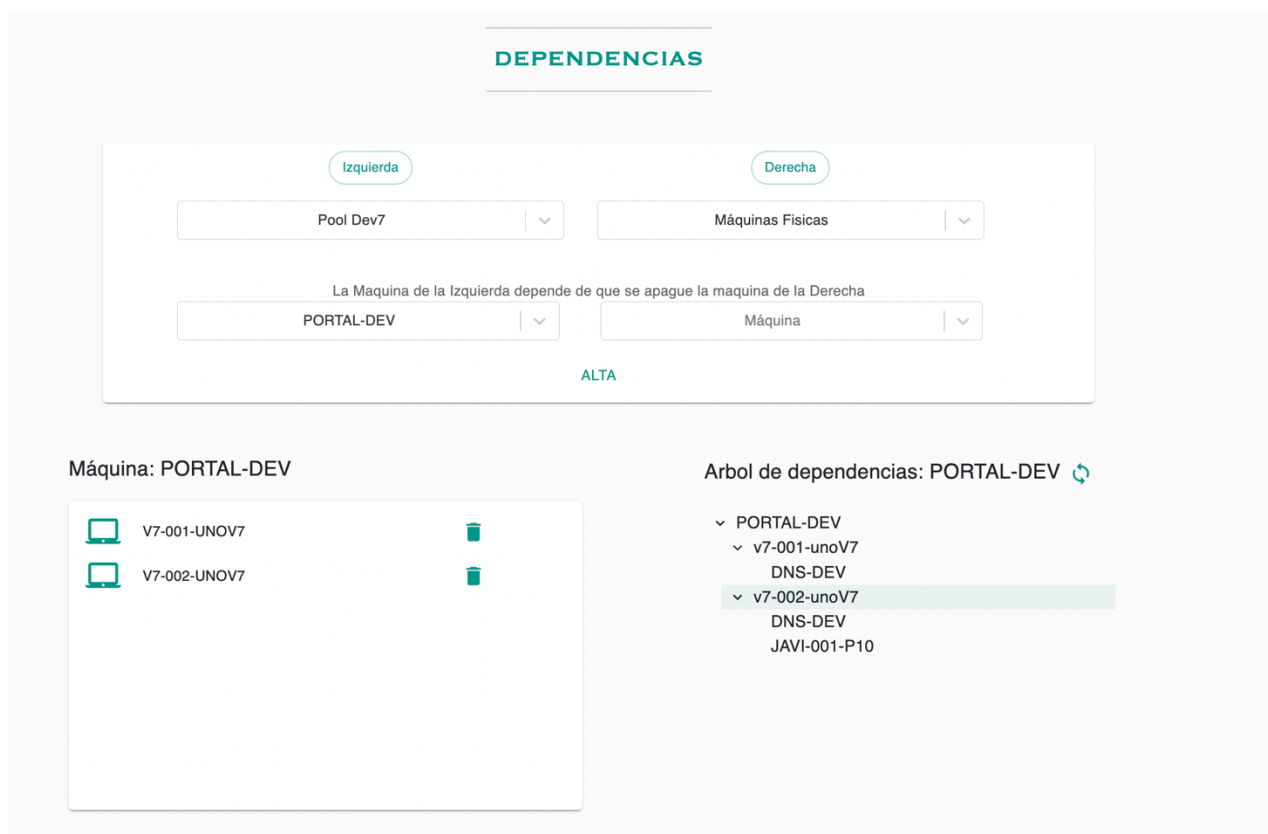 DEPENDENCIAS
Izquierda
Derecha
Pool Dev7
Máquinas Fisicas
La Maquina de la Izquierda depende de que se apague la maquina de la Derecha
PORTAL-DEV
Máquina
ALTA
Máquina: PORTAL-DEV
V7-001-UNOV7
V7-002-UNOV7
Arbol de dependencias: PORTAL-DEV
PORTAL-DEV
v7-001-unoV7
DNS-DEV
v7-002-unoV7
DNS-DEV
JAVI-001-P10